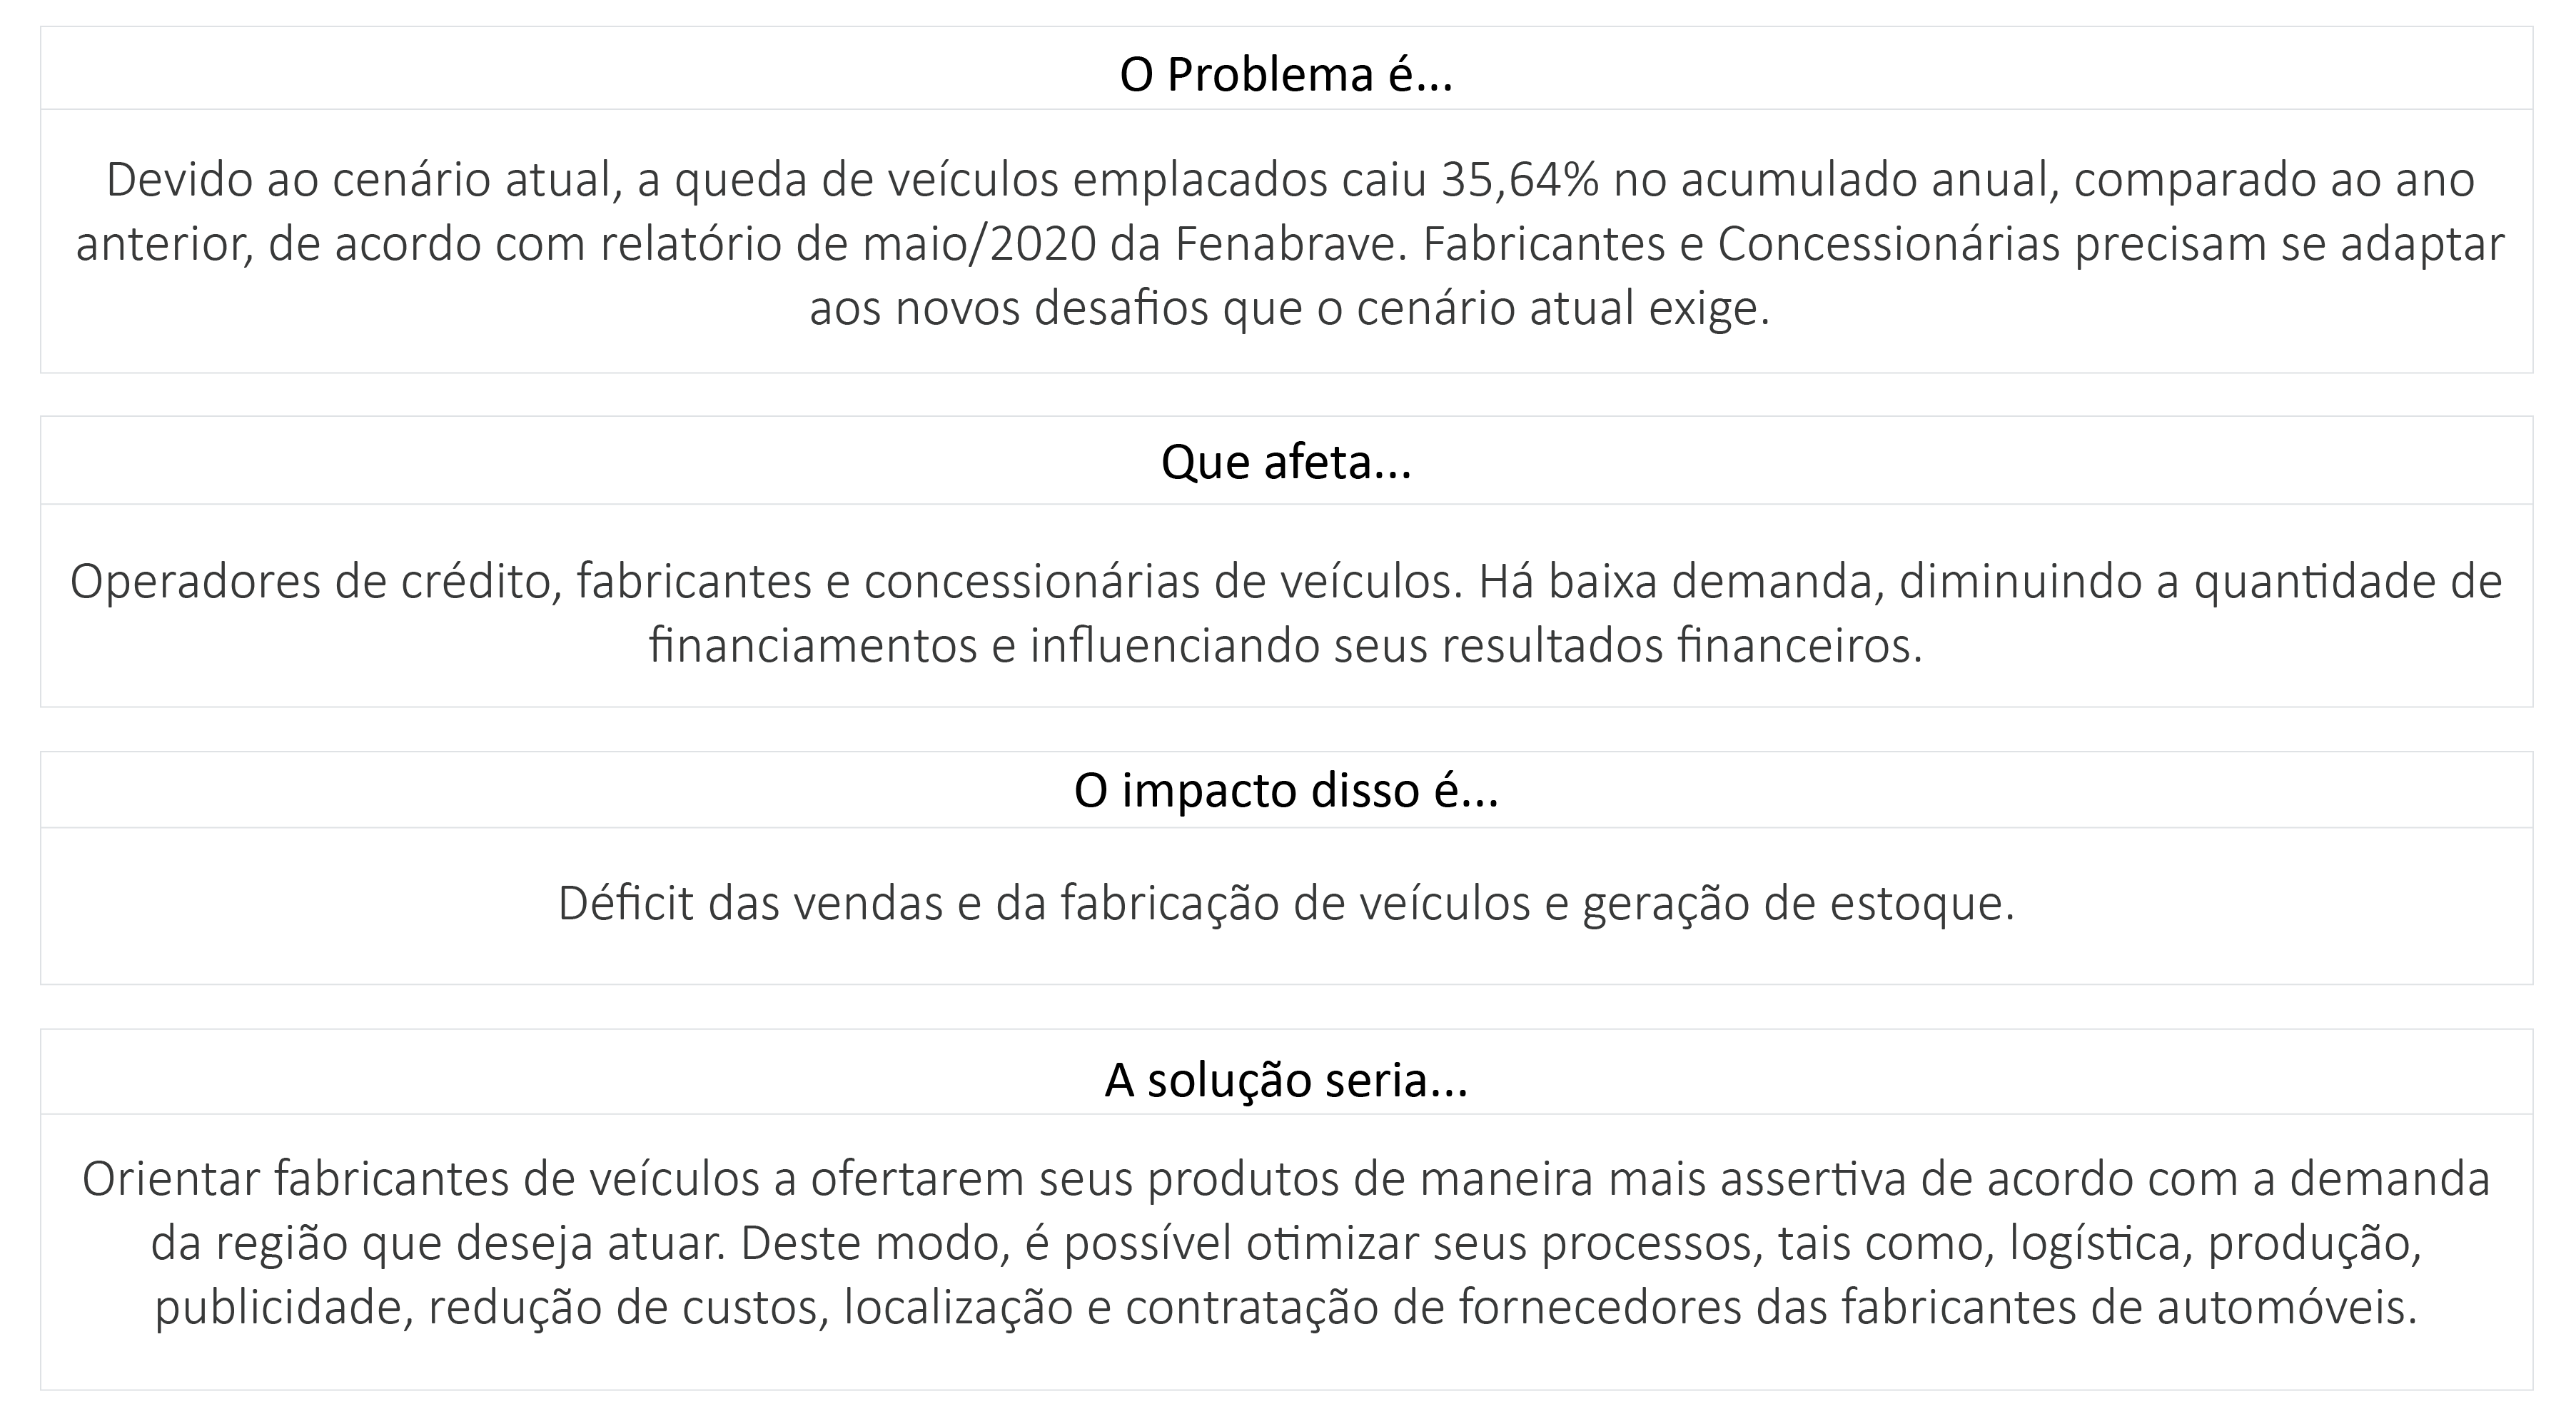 O Problema é...
Devido ao cenário atual, a queda de veículos emplacados caiu 35,64% no acumulado anual, comparado ao ano
anterior, de acordo com relatório de maio/2020 da Fenabrave. Fabricantes e Concessionárias precisam se adaptar
aos novos desafios que o cenário atual exige.
Que afeta...
Operadores de crédito, fabricantes e concessionárias de veículos. Há baixa demanda, diminuindo a quantidade de
financiamentos e influenciando seus resultados financeiros.
O impacto disso é...
Déficit das vendas e da fabricação de veículos e geração de estoque.
A solução seria...
Orientar fabricantes de veículos a ofertarem seus produtos de maneira mais assertiva de acordo com a demanda
da região que deseja atuar. Deste modo, é possível otimizar seus processos, tais como, logística, produção,
publicidade, redução de custos, localização e contratação de fornecedores das fabricantes de automóveis.